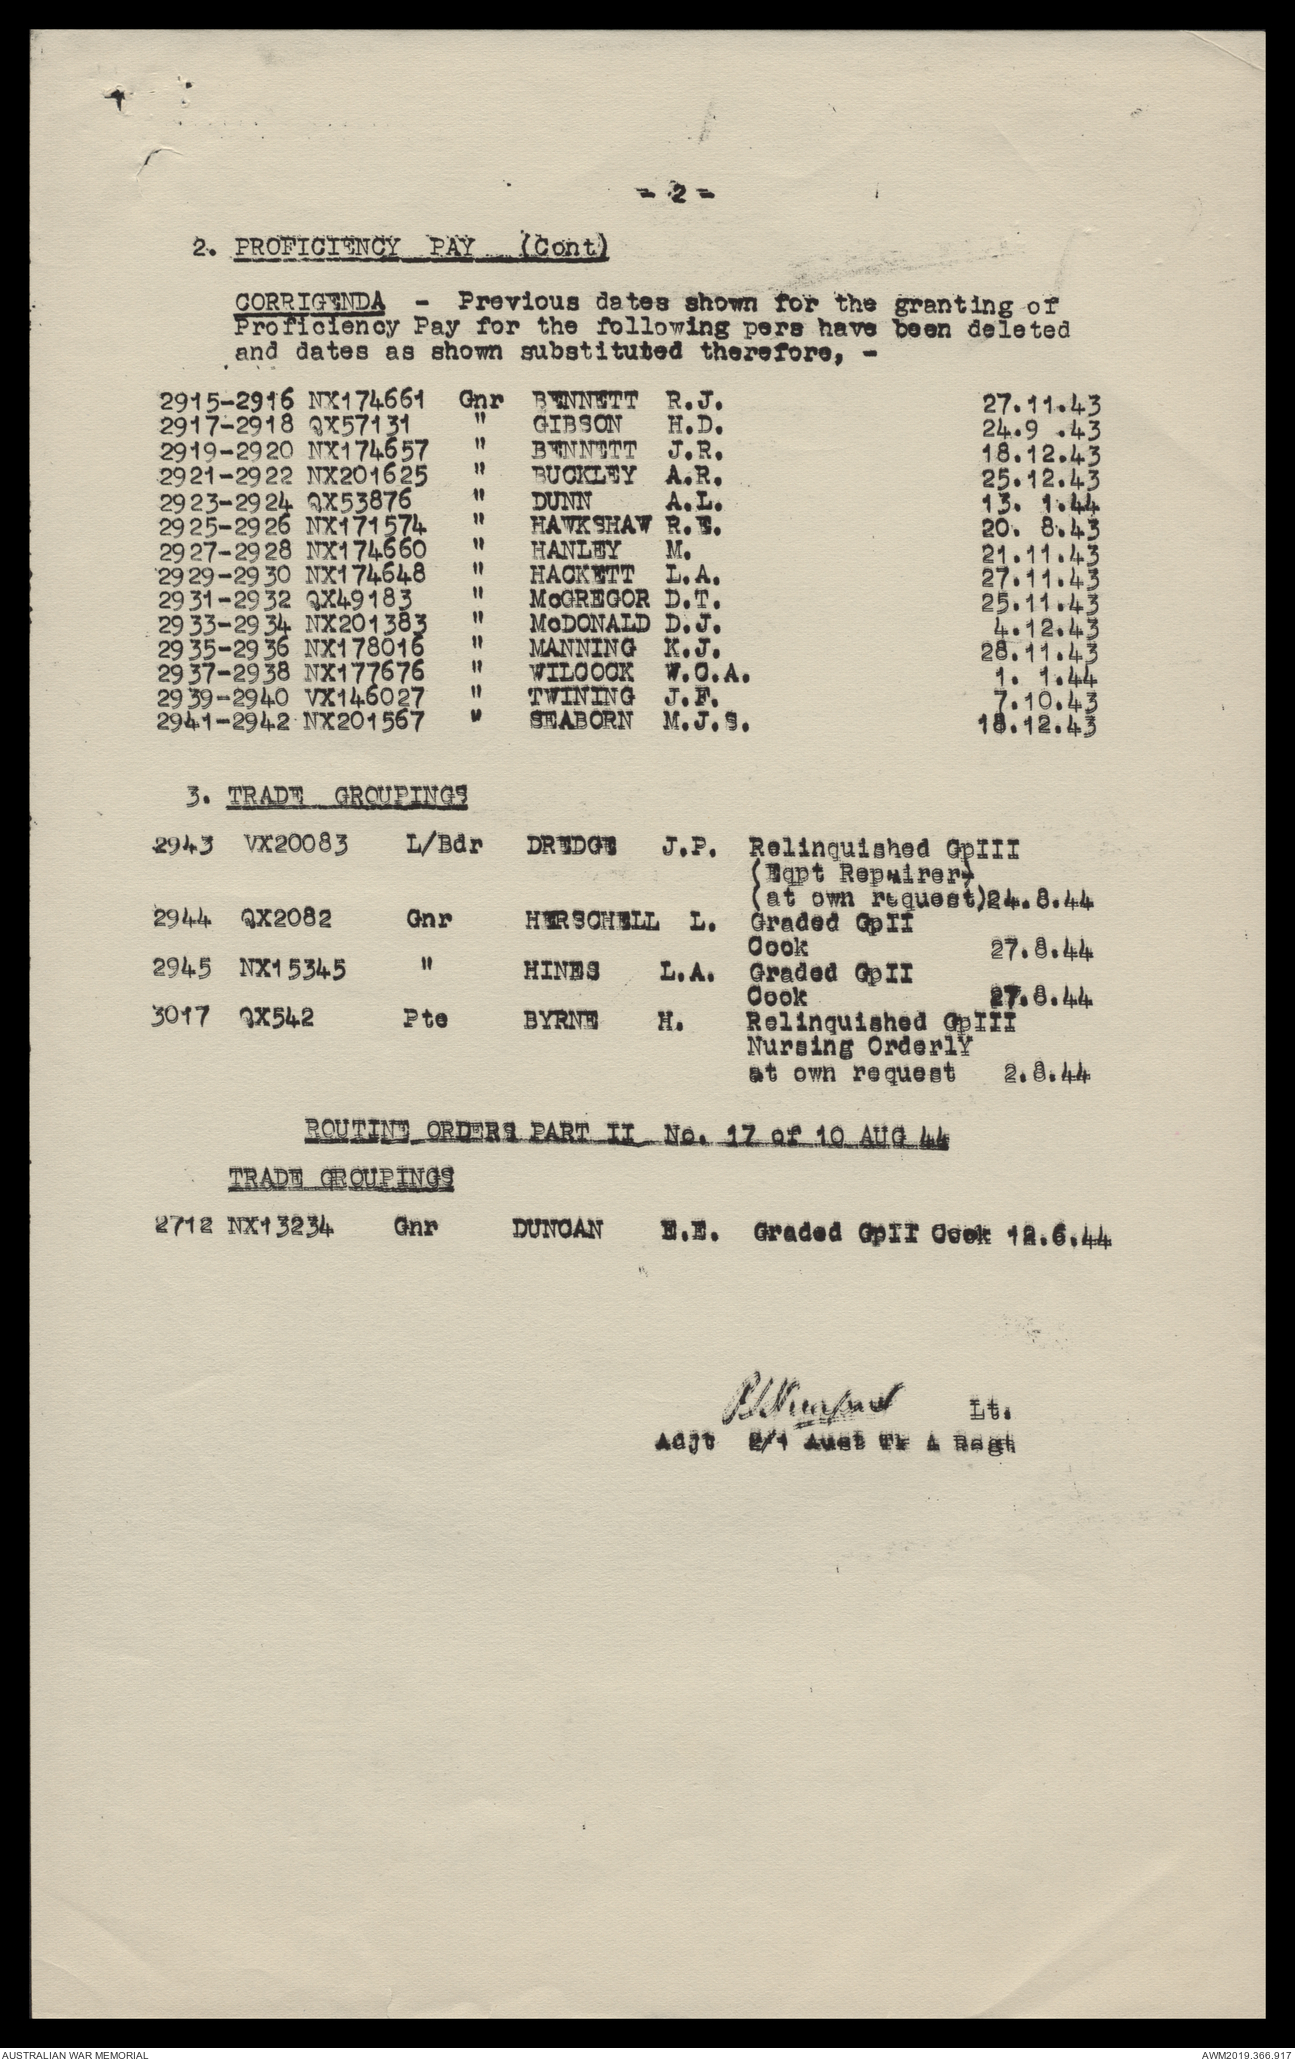 - 2 -
2. PROFICIENCY PAY (Cont)
CORRIGENDA - Previous dates shown for the granting of
Proficiency Pay for the following pers have been deleted
and dates as shown substituted therefore, -
2915-2916 NX174661 Gnr BENNETT R.J. 27.11.43
2917-2918 QX57131 " GIBSON H.D. 24.9 .43
2919-2920 NX174657 " BENNETT J.R. 18.12.43
2921-2922 NX201625 " BUCKLEY A.R. 25.12.43
2923-2924 QX53876 " DUNN A.L. 13. 1.44
2925-2926 NX171574 " HAWKSHAW R.E. 20. 8.43
2927-2928 NX174660 " HANLEY M. 21.11.43
2929-2930 NX174648 " HACKETT L.A. 27.11.43
2931-2932 QX49183 " McGREGOR D.T. 25.11.43
2933-2934 NX201383 " McDONALD D.J. 4.12.43
2935-2936 NX178016 " MANNING K.J. 28.11.43
2937-2938 NX177676 " WILCOCK W.C.A. 1. 1.44
2939-2940 VX146027 " TWINING J.F. 7.10.43
2941-2942 NX201567 " SEABORN M.J.S. 18.12.43
3. TRADE GROUPINGS
2943 VX20083 L/Bdr DREDGE J.P. Relinquished GpIII
(Eqpt Repairer)
(at own request)24.8.44
2944 QX2082 Gnr HERSCHELL L. Graded GpII
Cook 27.8.44
2945 NX15345 " HINES L.A. Graded GpII
Cook 27.8.44
3017 QX542 Pte BYRNE H. Relinquished GpIII
Nursing OrderlY
at own request 2.8.44
ROUTINE ORDERS PART II No. 17 of 10 AUG 44
TRADE GROUPINGS
2712 NX13234 Gnr DUNCAN E.E. Graded GpII Cook 12.6.44
Lt.
Adjt 2/1 Aust Tk A Regt
AUSTRALIAN WAR MEMORIAL
AWM2019.366.917